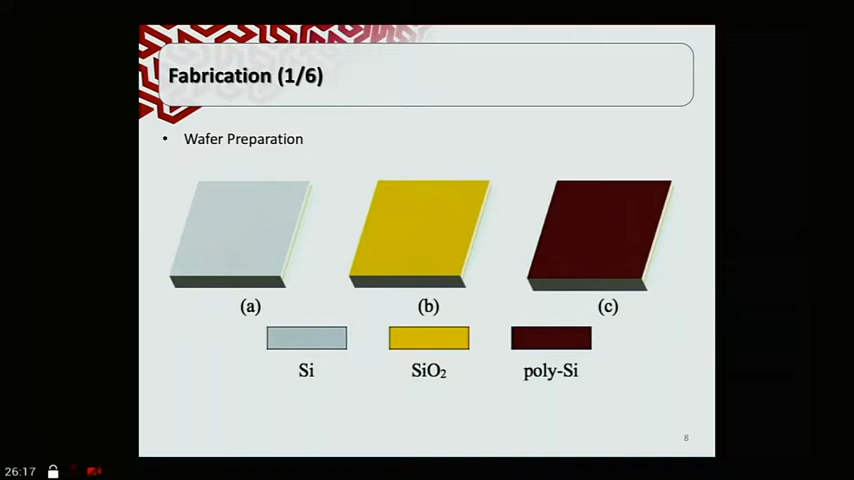 Fabrication (1/6)
• Wafer Preparation
(a) (b) (c)
Si SiO₂ poly-Si
8
26:17